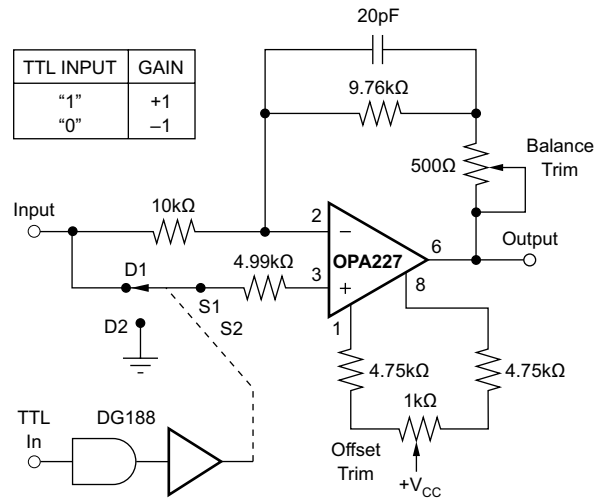 20pF
TTL INPUT GAIN
“1” +1
“0” –1
9.76kΩ
500Ω
Balance
Trim
Input
10kΩ
2
–
OPA227
6
Output
D1
S1
4.99kΩ
3
+
8
D2
S2
1
4.75kΩ
4.75kΩ
TTL
In
DG188
1kΩ
Offset
Trim
+VCC